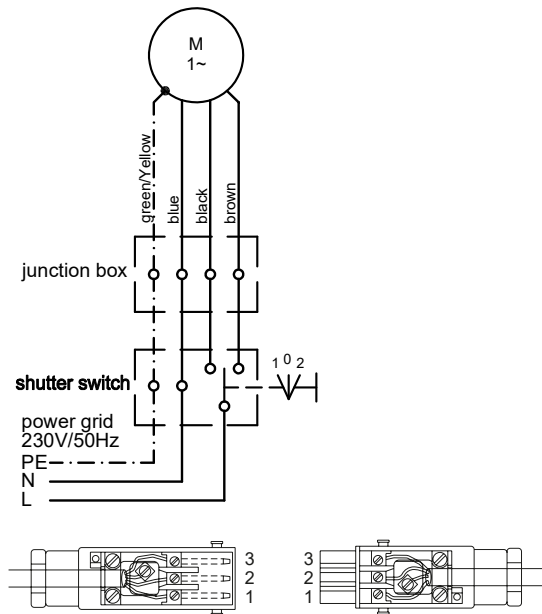 M
1~
green/Yellow
blue
black
brown
junction box
1 0 2
shutter switch
power grid
230V/50Hz
PE
N
L
3
2
1
3
2
1